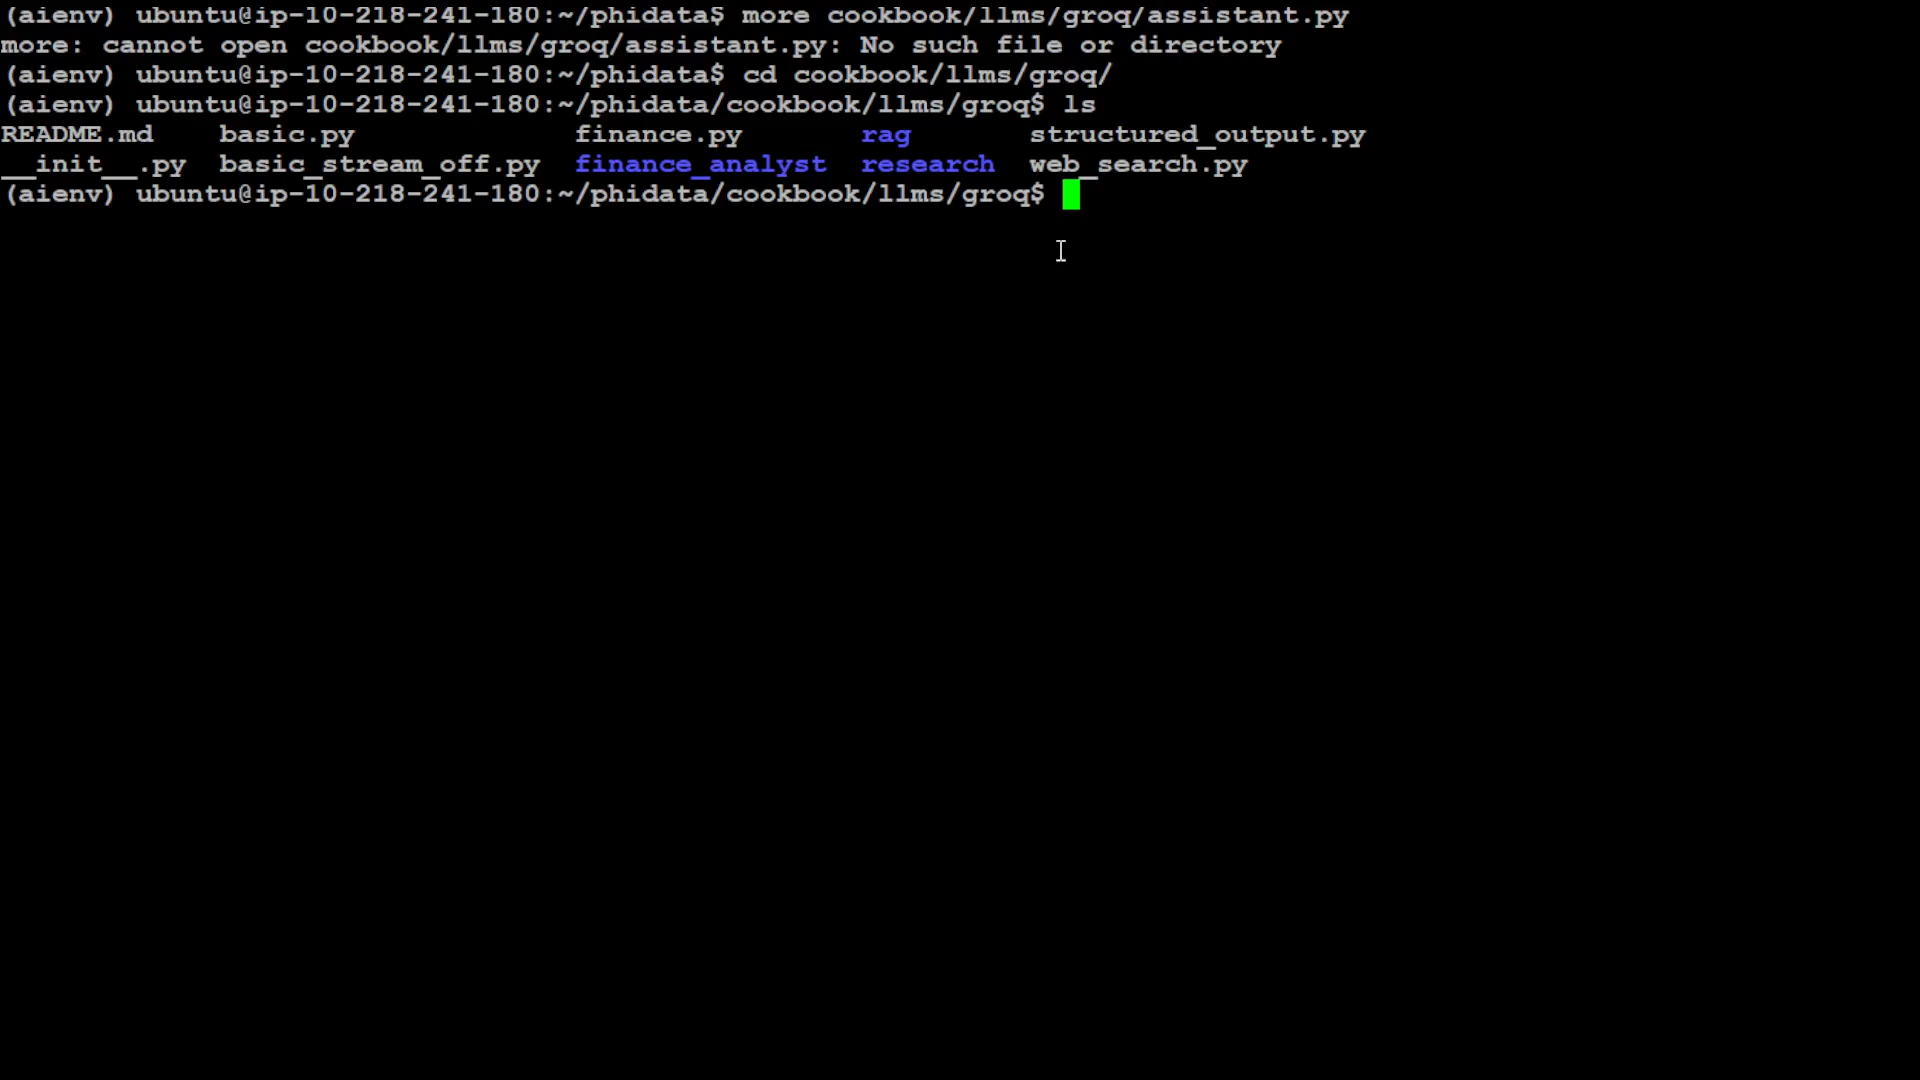 (aienv) ubuntu@ip-10-218-241-180:~/phidata$ more cookbook/llms/groq/assistant.py
more: cannot open cookbook/llms/groq/assistant.py: No such file or directory
(aienv) ubuntu@ip-10-218-241-180:~/phidata$ cd cookbook/llms/groq/
(aienv) ubuntu@ip-10-218-241-180:~/phidata/cookbook/llms/groq$ ls
README.md    basic.py             finance.py       rag       structured_output.py
__init__.py  basic_stream_off.py  finance_analyst  research  web_search.py
(aienv) ubuntu@ip-10-218-241-180:~/phidata/cookbook/llms/groq$